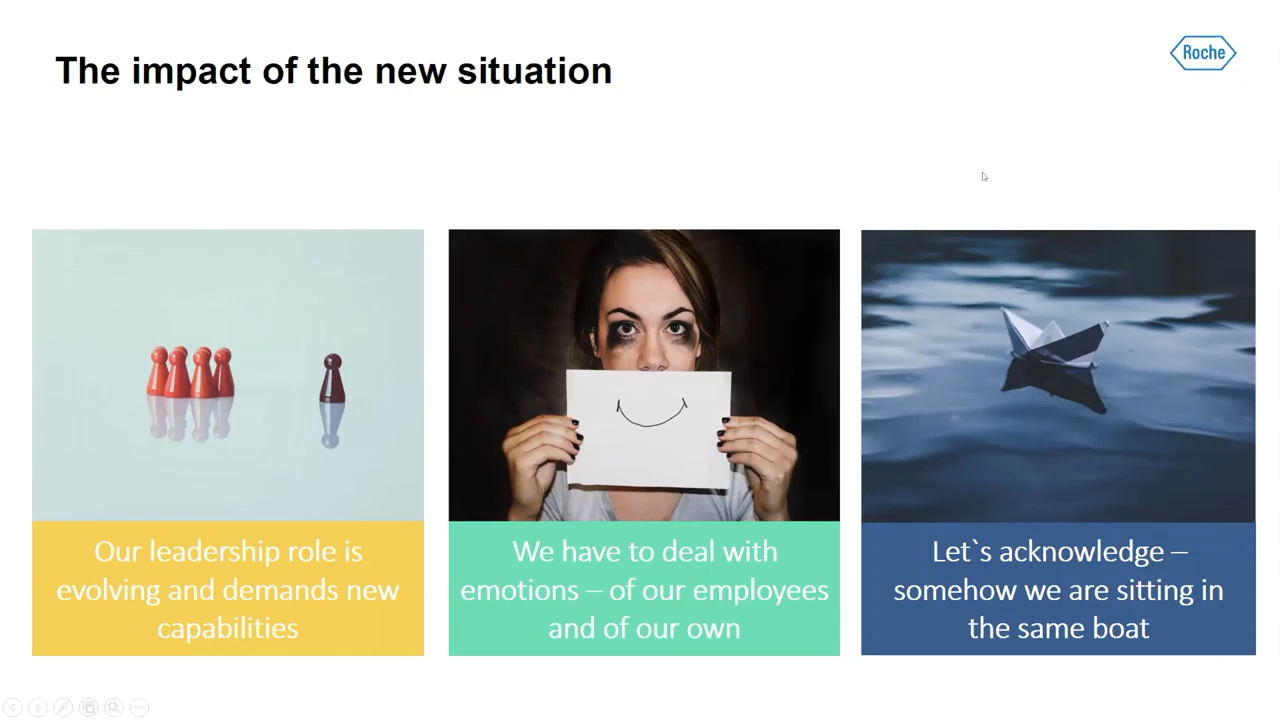 The impact of the new situation
Roche
Our leadership role is
evolving and demands new
capabilities
We have to deal with
emotions – of our employees
and of our own
Let`s acknowledge –
somehow we are sitting in
the same boat